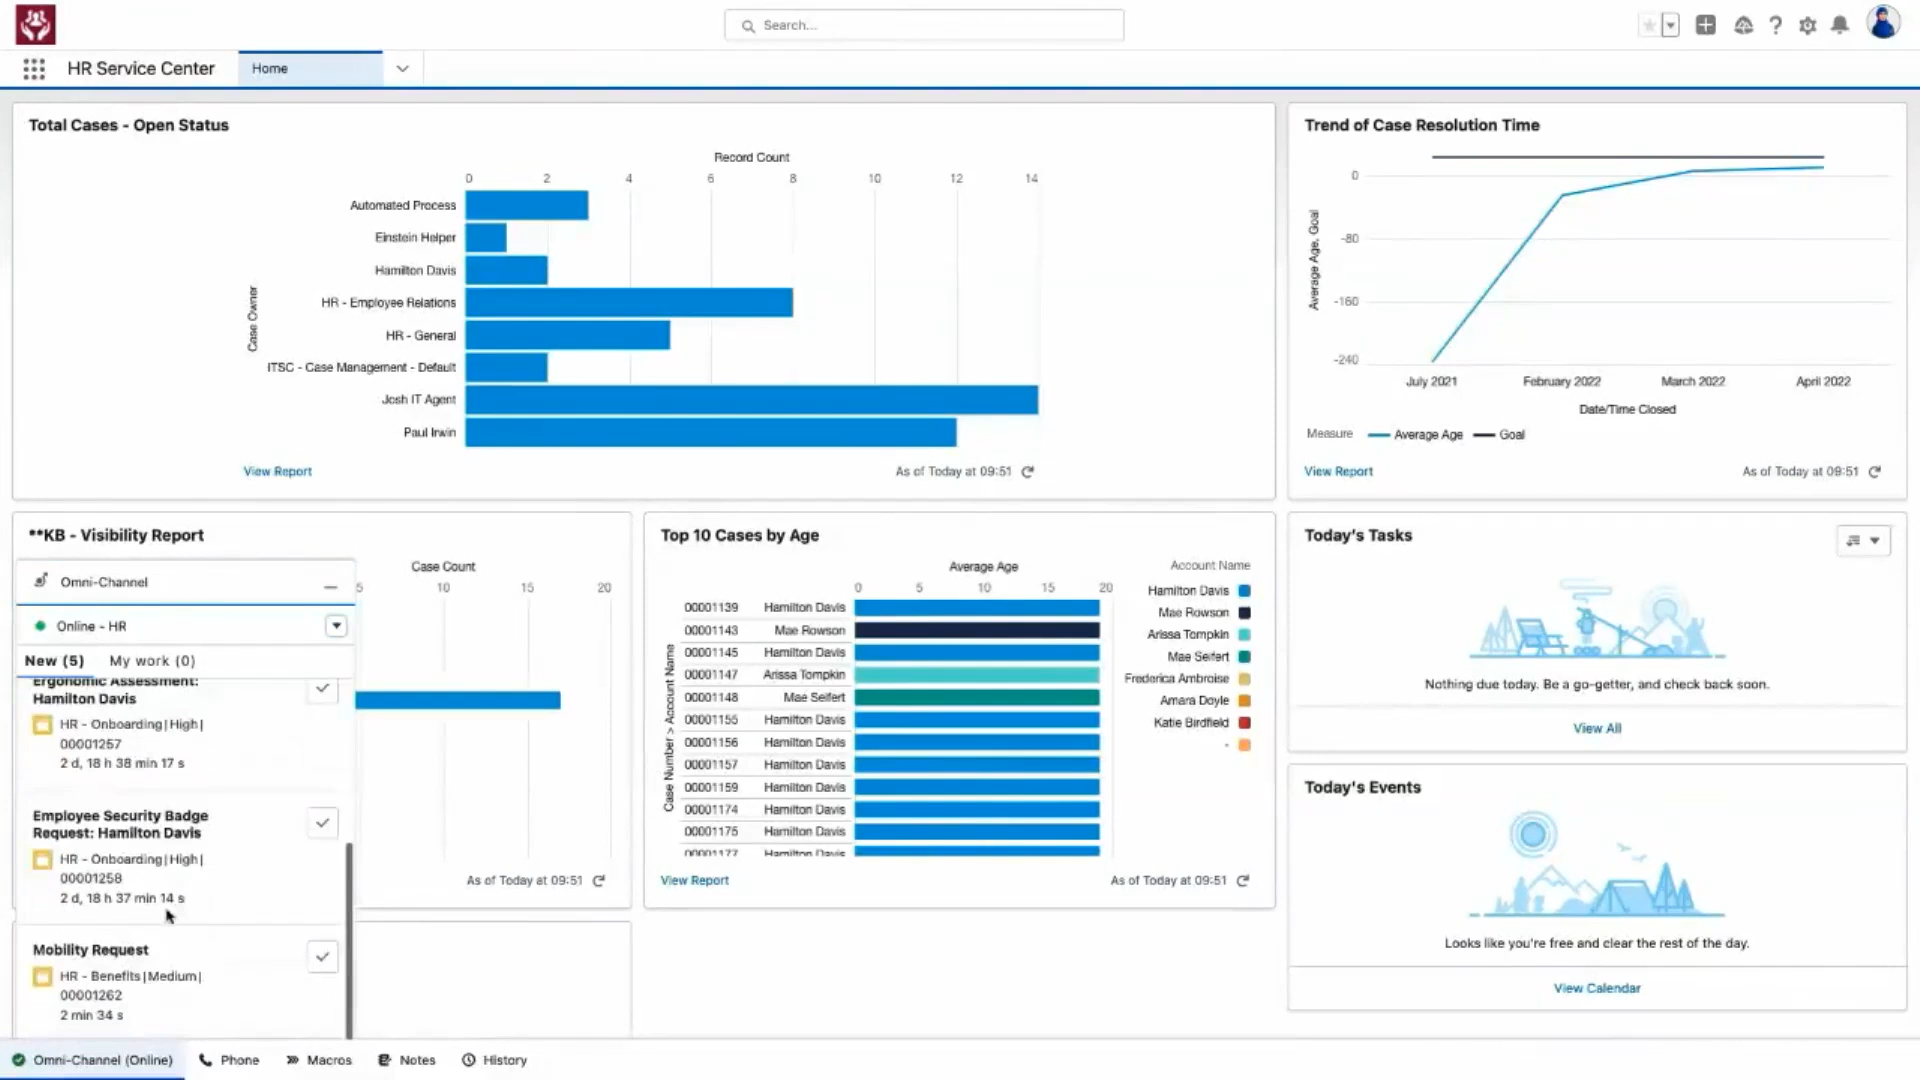 Search...
HR Service Center
Home
Total Cases - Open Status
Record Count
0 2 4 6 8 10 12 14
Case Owner
Automated Process
Einstein Helper
Hamilton Davis
HR - Employee Relations
HR - General
ITSC - Case Management - Default
Josh IT Agent
Paul Irwin
View Report
As of Today at 09:51
Trend of Case Resolution Time
Average Age, Goal
0
-80
-160
-240
July 2021 February 2022 March 2022 April 2022
Date/Time Closed
Measure Average Age Goal
View Report
As of Today at 09:51
**KB - Visibility Report
Case Count
5 10 15 20
As of Today at 09:51
Omni-Channel
Online - HR
New (5) My work (0)
Ergonomic Assessment:
Hamilton Davis
HR - Onboarding|High|
00001257
2 d, 18 h 38 min 17 s
Employee Security Badge
Request: Hamilton Davis
HR - Onboarding|High|
00001258
2 d, 18 h 37 min 14 s
Mobility Request
HR - Benefits|Medium|
00001262
2 min 34 s
Top 10 Cases by Age
Average Age
0 5 10 15 20
Case Number > Account Name
00001139 Hamilton Davis
00001143 Mae Rowson
00001145 Hamilton Davis
00001147 Arissa Tompkin
00001148 Mae Seifert
00001155 Hamilton Davis
00001156 Hamilton Davis
00001157 Hamilton Davis
00001159 Hamilton Davis
00001174 Hamilton Davis
00001175 Hamilton Davis
00001177 Hamilton Davis
Account Name
Hamilton Davis
Mae Rowson
Arissa Tompkin
Mae Seifert
Frederica Ambroise
Amara Doyle
Katie Birdfield
-
View Report
As of Today at 09:51
Today's Tasks
Nothing due today. Be a go-getter, and check back soon.
View All
Today's Events
Looks like you're free and clear the rest of the day.
View Calendar
Omni-Channel (Online) Phone Macros Notes History